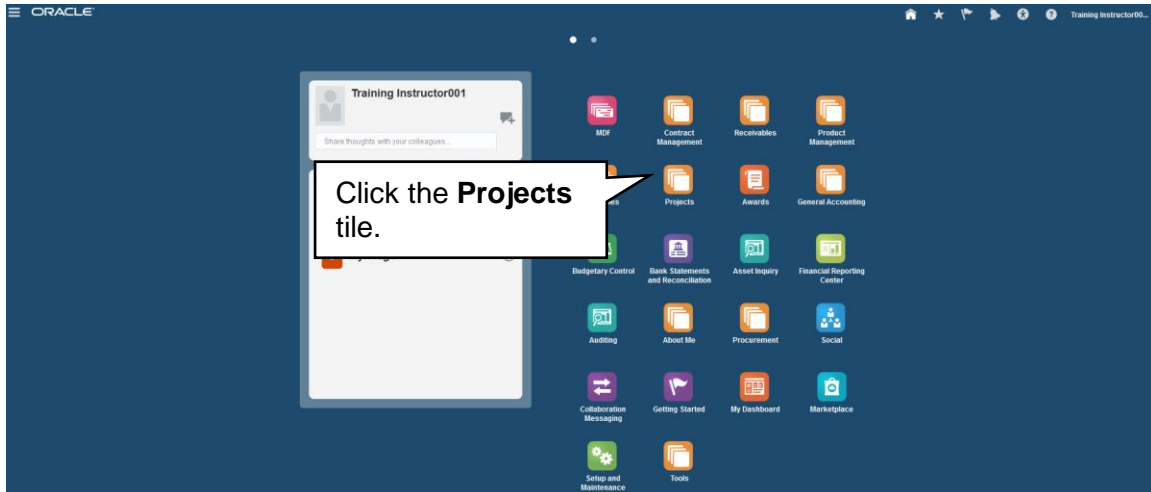 ORACLE
Training Instructor00...
Training Instructor001
Share thoughts with your colleagues...
MDF
Contract
Management
Receivables
Product
Management
Click the Projects
tile.
Projects
Awards
General Accounting
Budgetary Control
Bank Statements
and Reconciliation
Asset Inquiry
Financial Reporting
Center
Auditing
About Me
Procurement
Social
Collaboration
Messaging
Getting Started
My Dashboard
Marketplace
Setup and
Maintenance
Tools